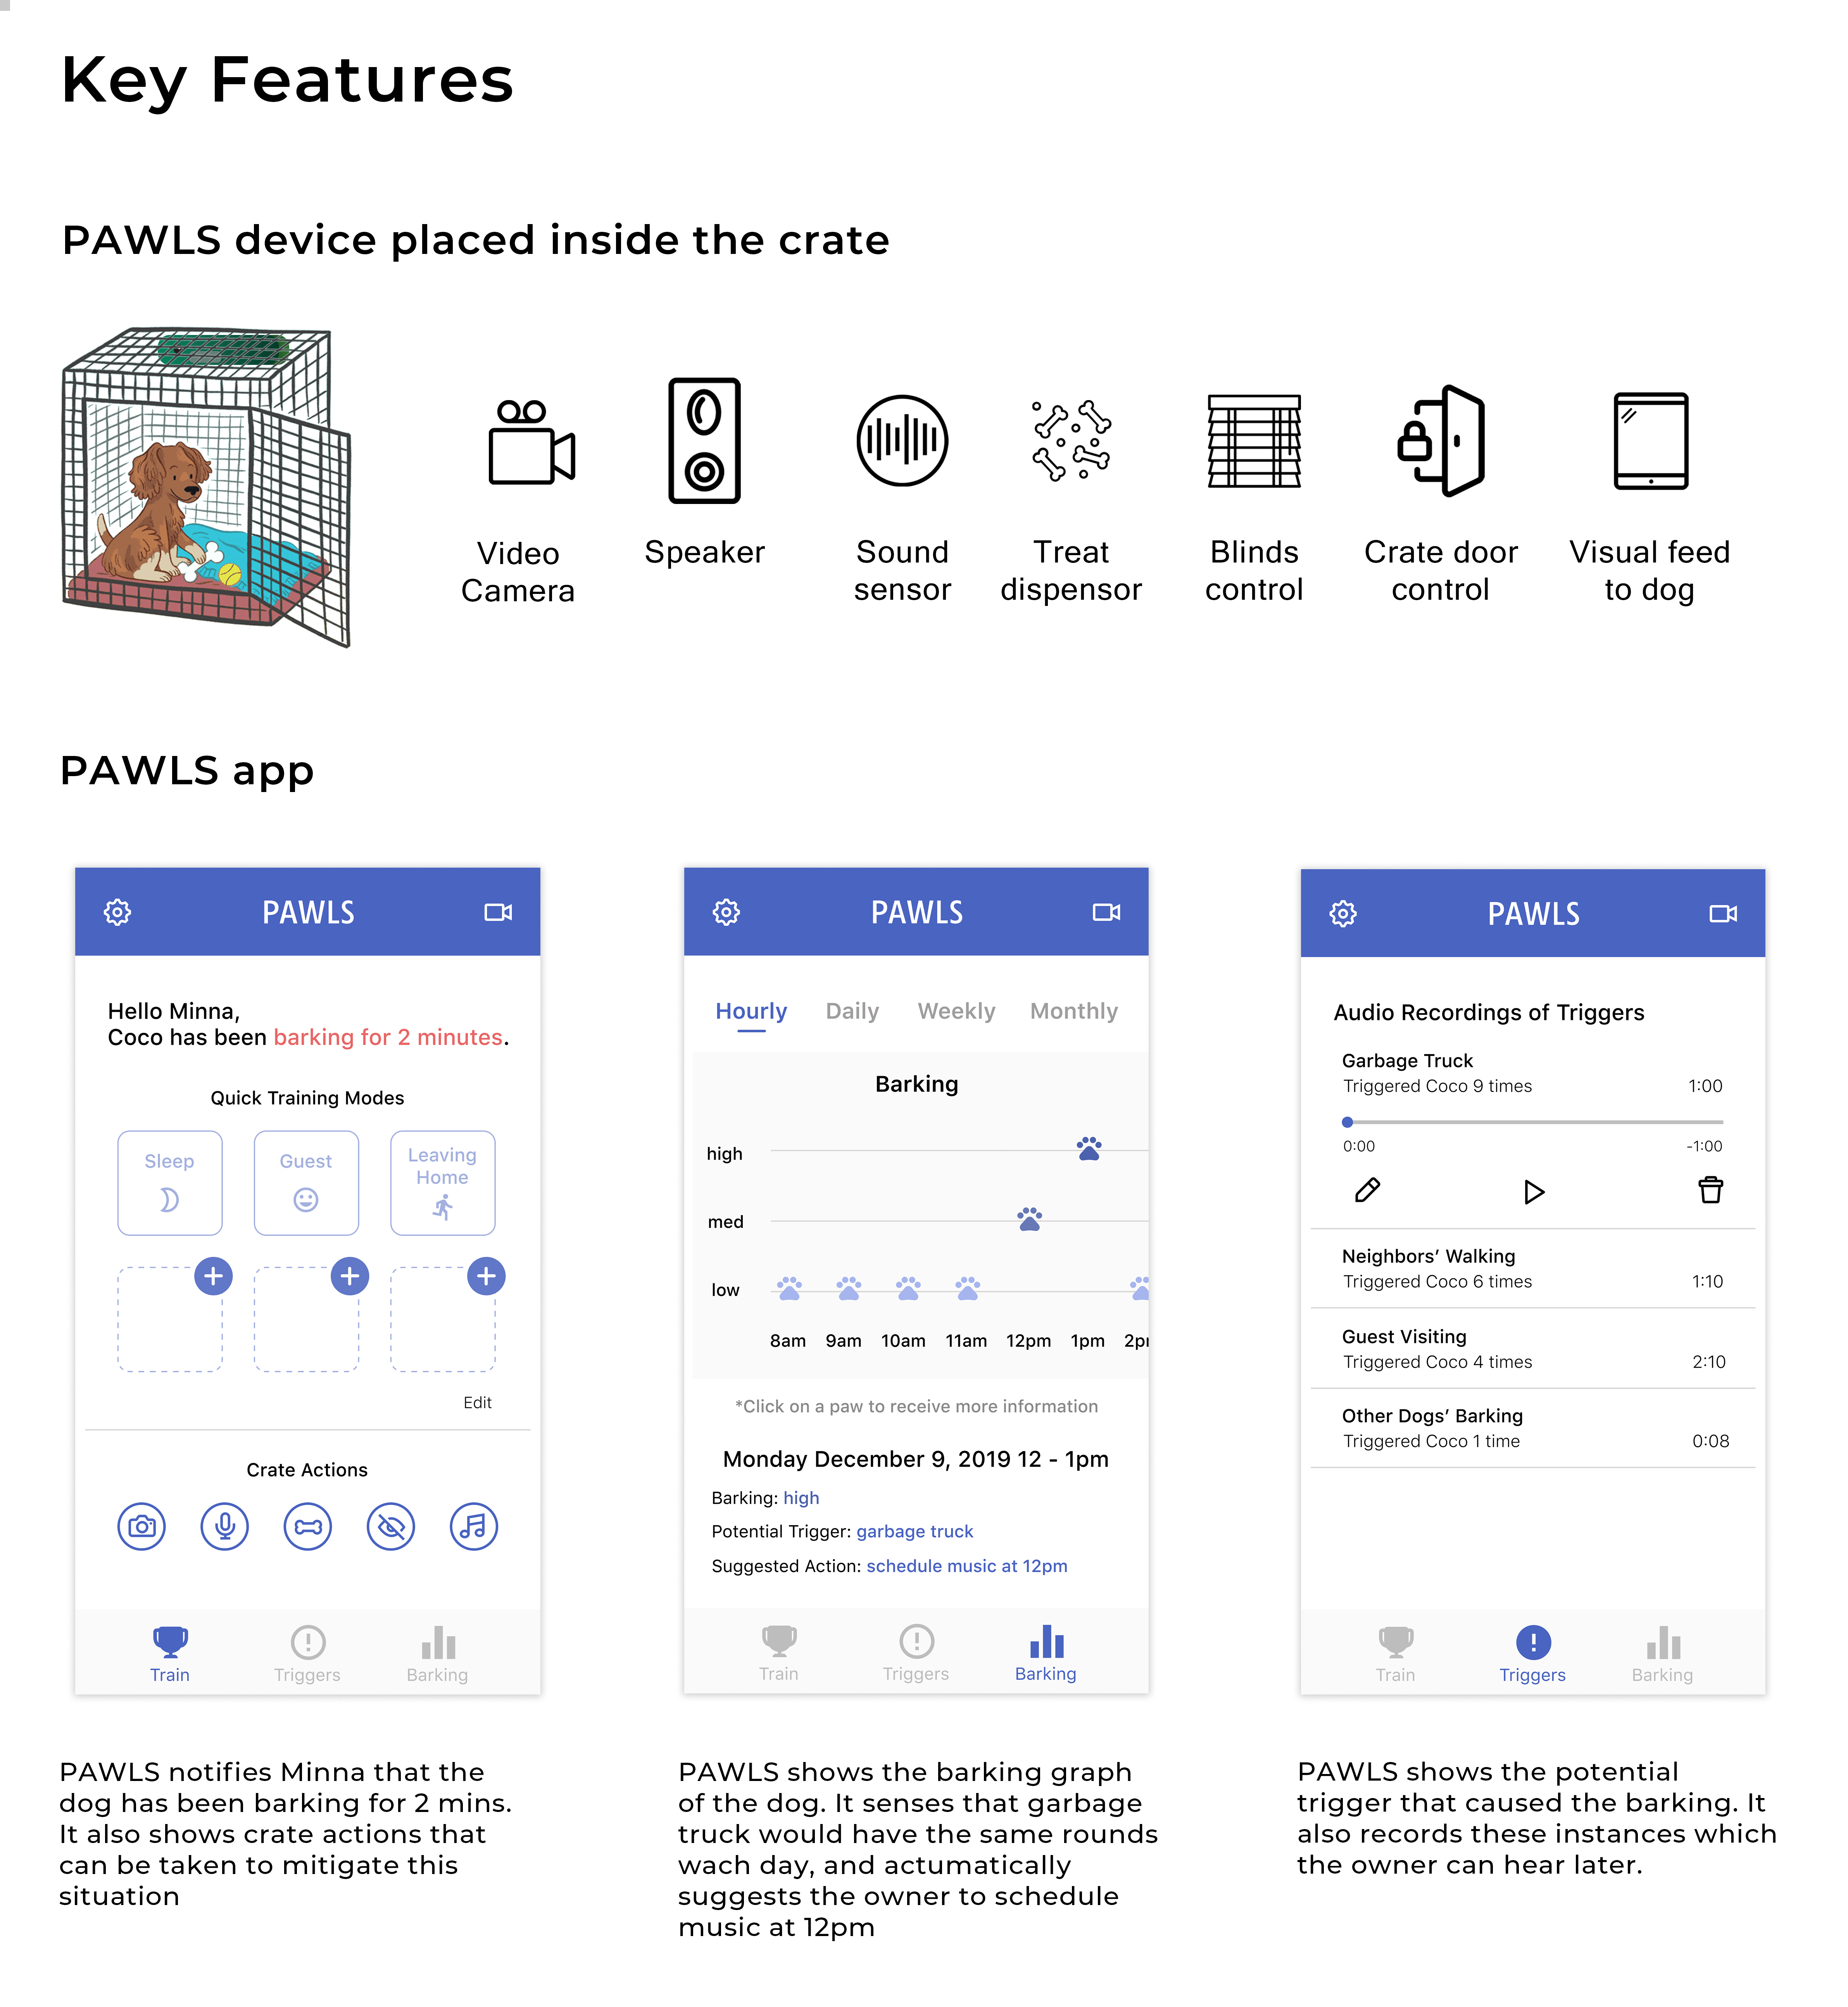 Key Features
PAWLS device placed inside the crate
Video
Camera
Speaker
Sound
sensor
Treat
dispensor
Blinds
control
Crate door
control
Visual feed
to dog
PAWLS app
PAWLS
Hello Minna,
Coco has been barking for 2 minutes.
Quick Training Modes
Sleep
Guest
Leaving
Home
Edit
Crate Actions
Train
Triggers
Barking
PAWLS notifies Minna that the
dog has been barking for 2 mins.
It also shows crate actions that
can be taken to mitigate this
situation
PAWLS
Hourly Daily Weekly Monthly
Barking
high
med
low
8am 9am 10am 11am 12pm 1pm 2p
*Click on a paw to receive more information
Monday December 9, 2019 12 - 1pm
Barking: high
Potential Trigger: garbage truck
Suggested Action: schedule music at 12pm
Train
Triggers
Barking
PAWLS shows the barking graph
of the dog. It senses that garbage
truck would have the same rounds
wach day, and actumatically
suggests the owner to schedule
music at 12pm
PAWLS
Audio Recordings of Triggers
Garbage Truck
Triggered Coco 9 times 1:00
0:00 -1:00
Neighbors' Walking
Triggered Coco 6 times 1:10
Guest Visiting
Triggered Coco 4 times 2:10
Other Dogs' Barking
Triggered Coco 1 time 0:08
Train
Triggers
Barking
PAWLS shows the potential
trigger that caused the barking. It
also records these instances which
the owner can hear later.